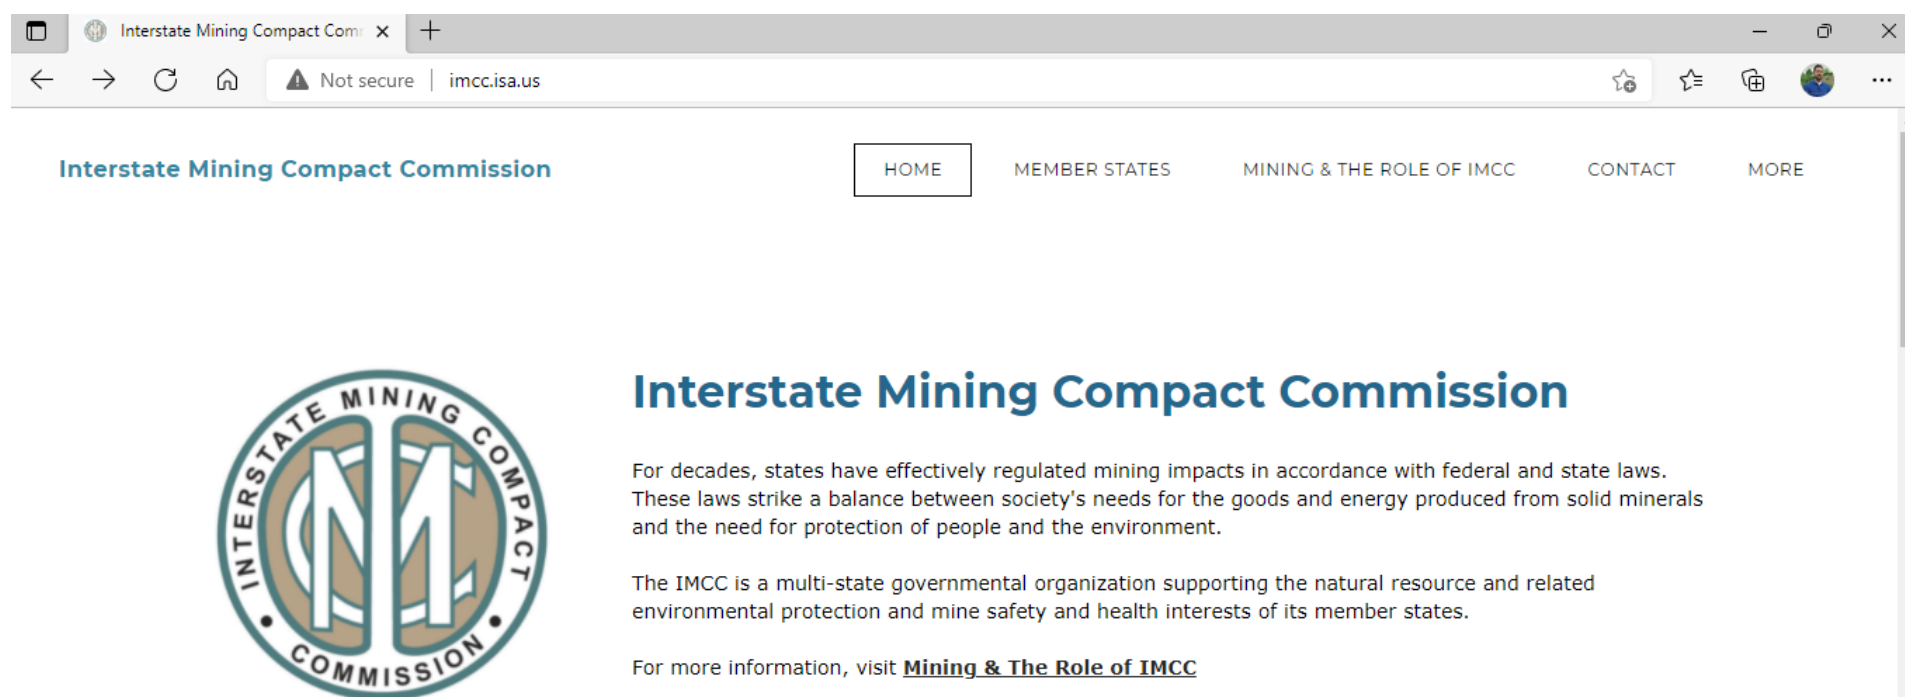 Interstate Mining Compact Com
Not secure | imcc.isa.us
Interstate Mining Compact Commission
HOME MEMBER STATES MINING & THE ROLE OF IMCC CONTACT MORE
INTERSTATE MINING COMPACT
COMMISSION
IMCC
Interstate Mining Compact Commission
For decades, states have effectively regulated mining impacts in accordance with federal and state laws.
These laws strike a balance between society's needs for the goods and energy produced from solid minerals
and the need for protection of people and the environment.
The IMCC is a multi-state governmental organization supporting the natural resource and related
environmental protection and mine safety and health interests of its member states.
For more information, visit Mining & The Role of IMCC